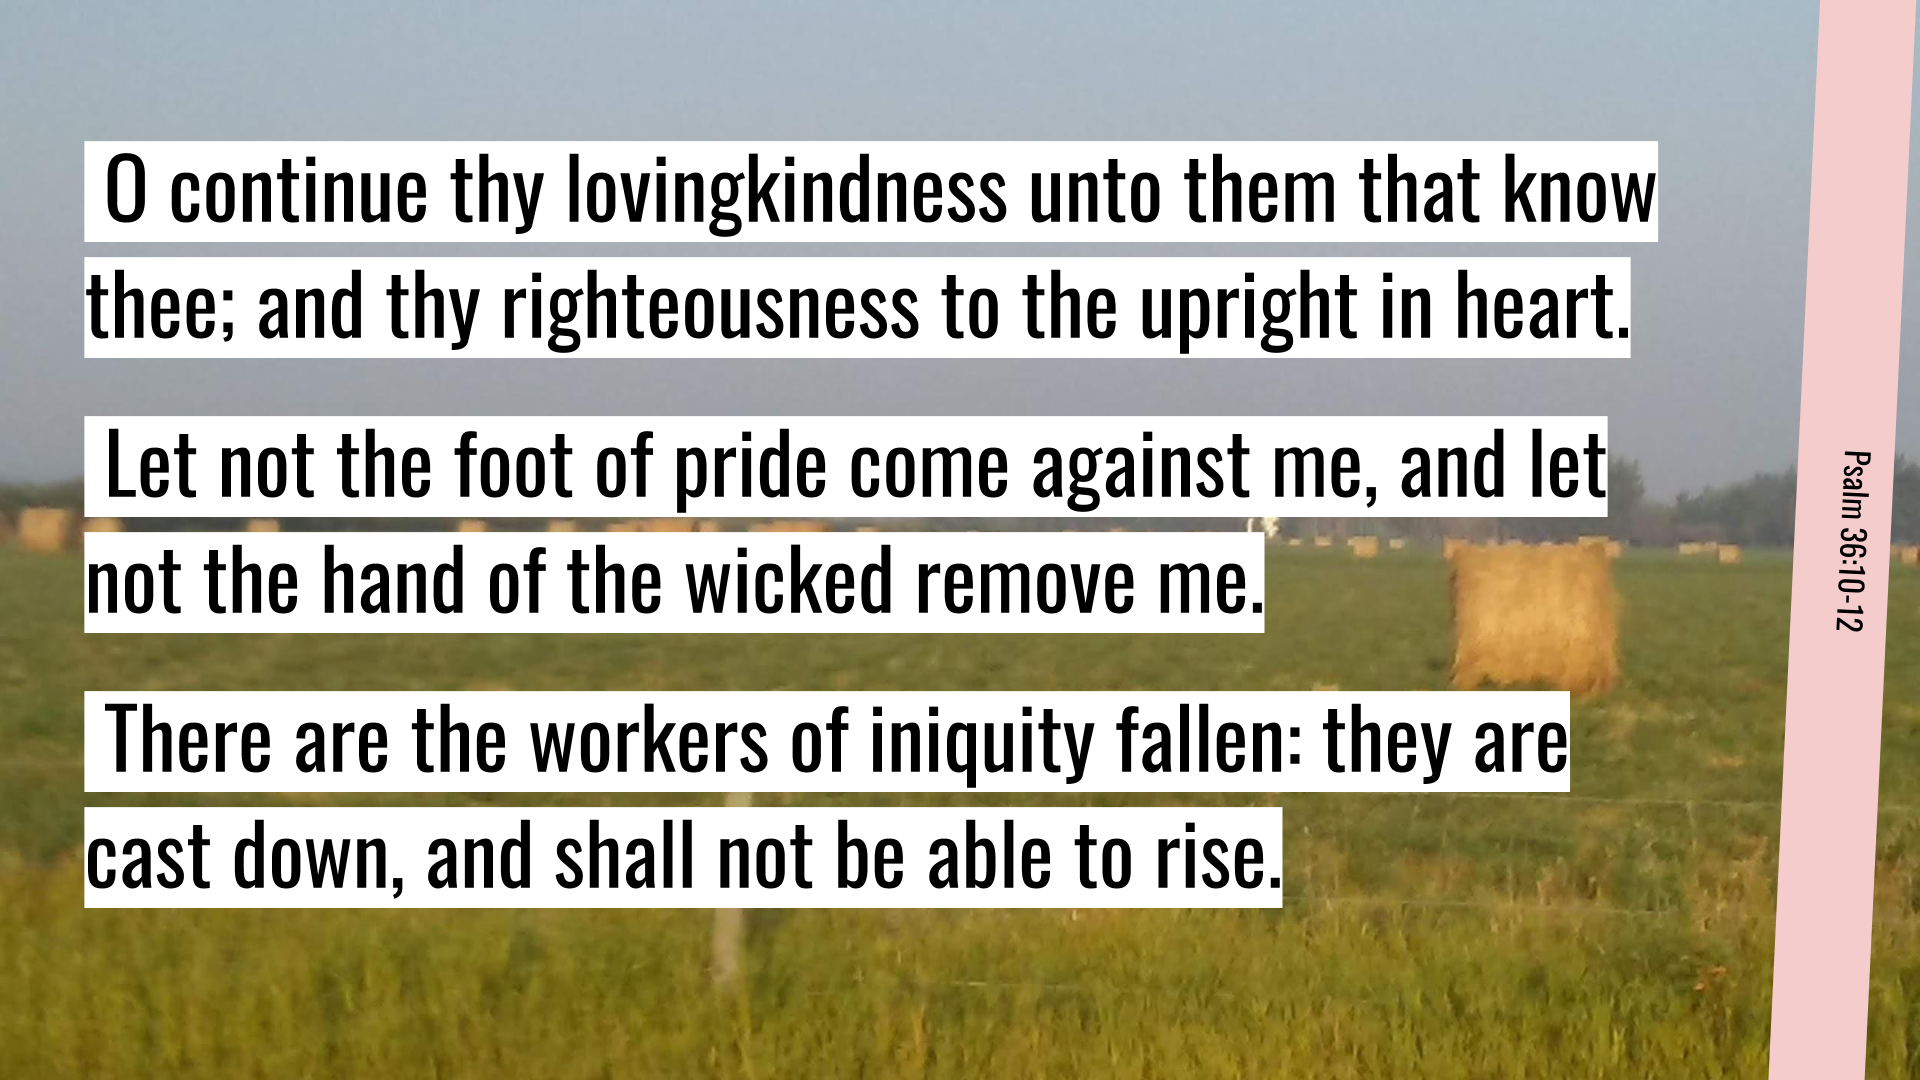 O continue thy lovingkindness unto them that know
thee; and thy righteousness to the upright in heart.
Let not the foot of pride come against me, and let
not the hand of the wicked remove me.
There are the workers of iniquity fallen: they are
cast down, and shall not be able to rise.
Psalm 36:10-12